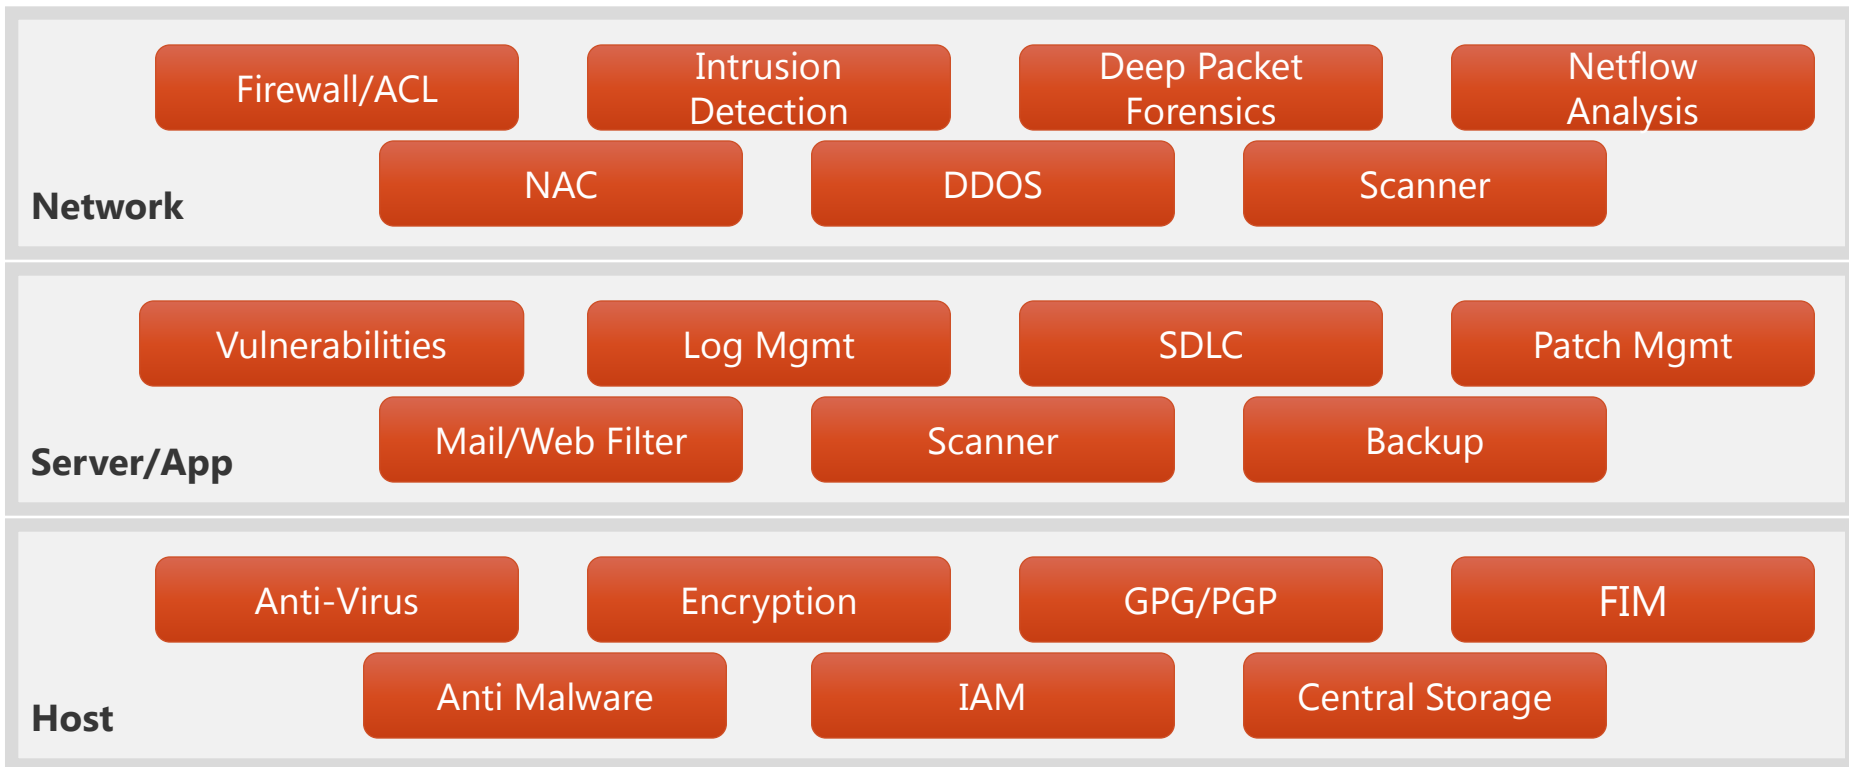 Firewall/ACL
Intrusion
Detection
Deep Packet
Forensics
Netflow
Analysis
NAC
DDOS
Scanner
Network
Vulnerabilities
Log Mgmt
SDLC
Patch Mgmt
Mail/Web Filter
Scanner
Backup
Server/App
Anti-Virus
Encryption
GPG/PGP
FIM
Anti Malware
IAM
Central Storage
Host